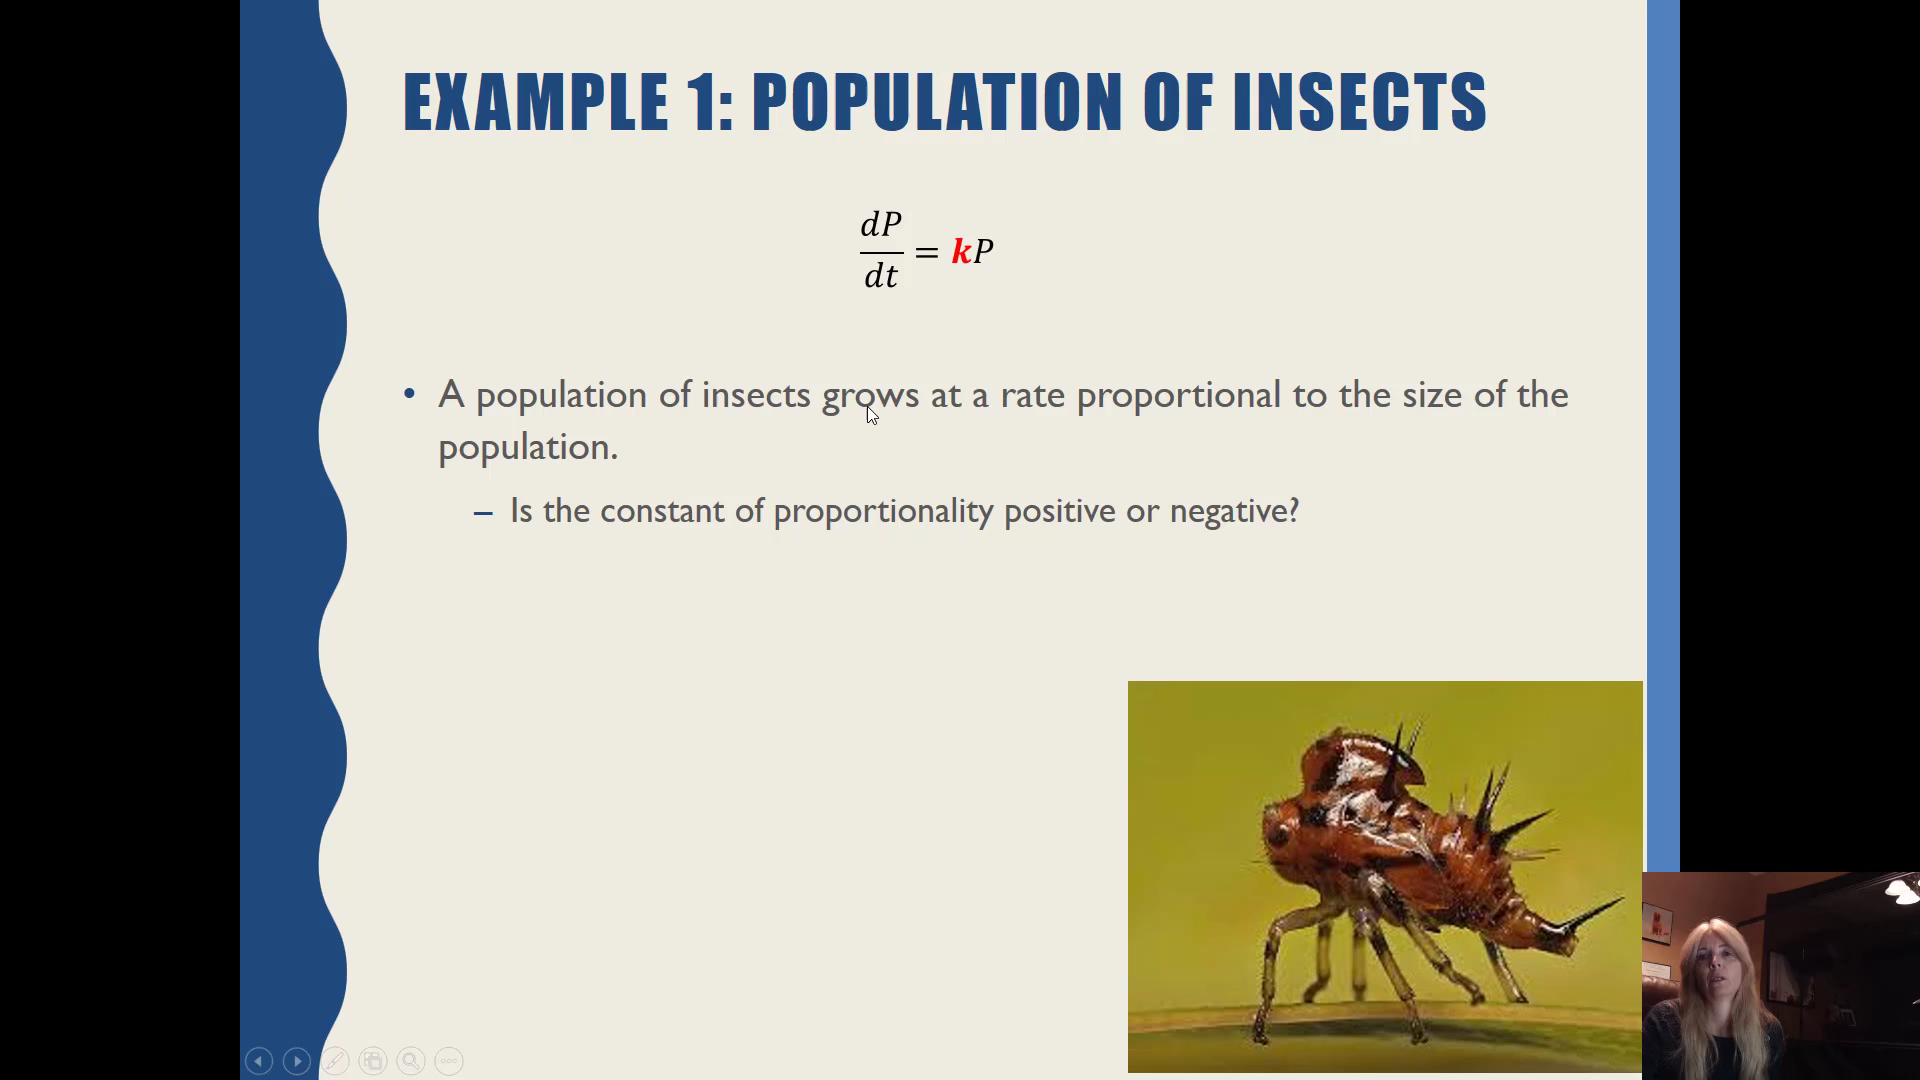 EXAMPLE 1: POPULATION OF INSECTS
dP/dt = kP
• A population of insects grows at a rate proportional to the size of the
population.
– Is the constant of proportionality positive or negative?